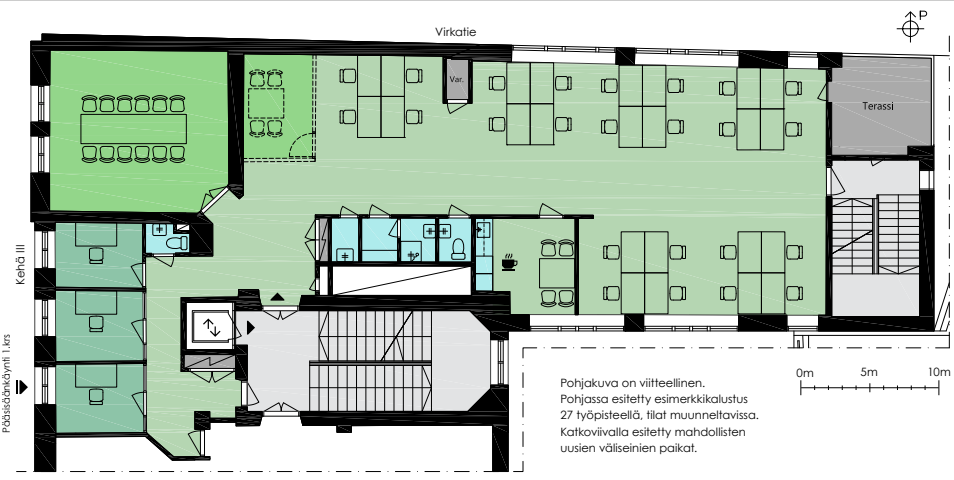 Virkatie
P
Var.
Terassi
Kehä III
Pääsisäänkäynti 1.krs
0m 5m 10m
Pohjakuva on viitteellinen.
Pohjassa esitetty esimerkkikalustus
27 työpisteellä, tilat muunneltavissa.
Katkoviivalla esitetty mahdollisten
uusien väliseinien paikat.